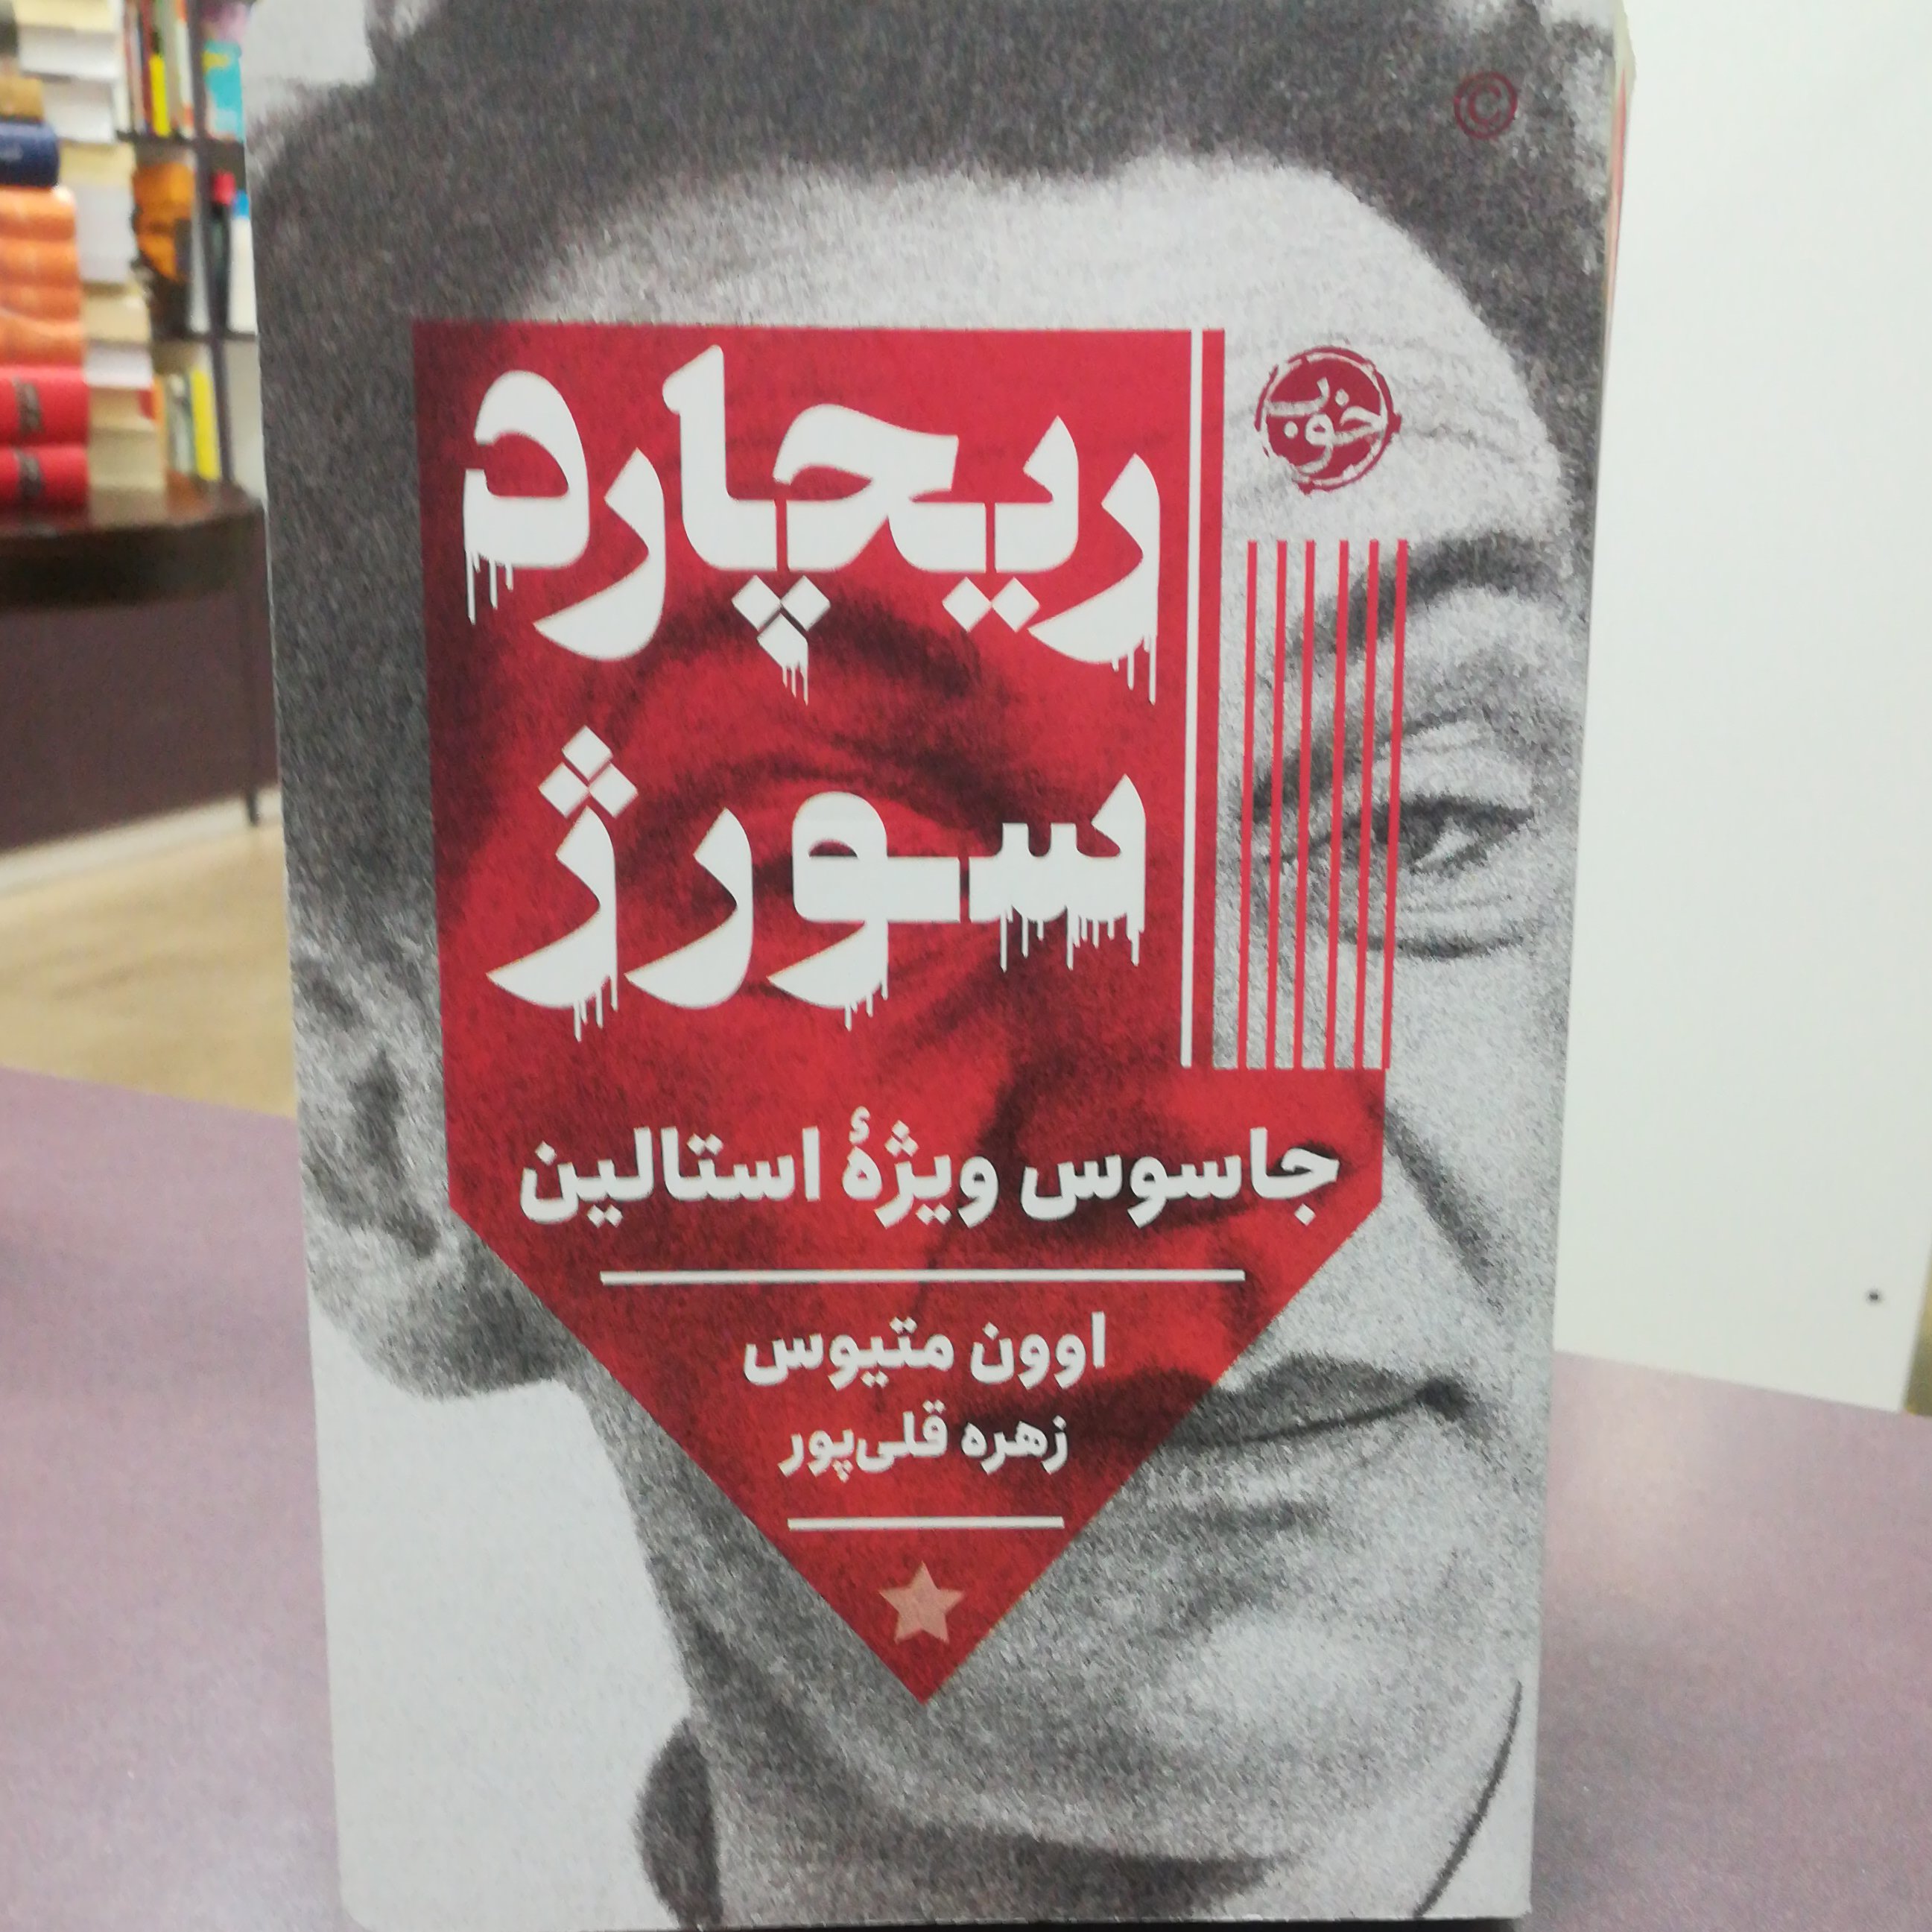 ©
خوب
ریچارد
سورژ
جاسوس ویژهٔ استالین
اوون متیوس
زهره قلی‌پور